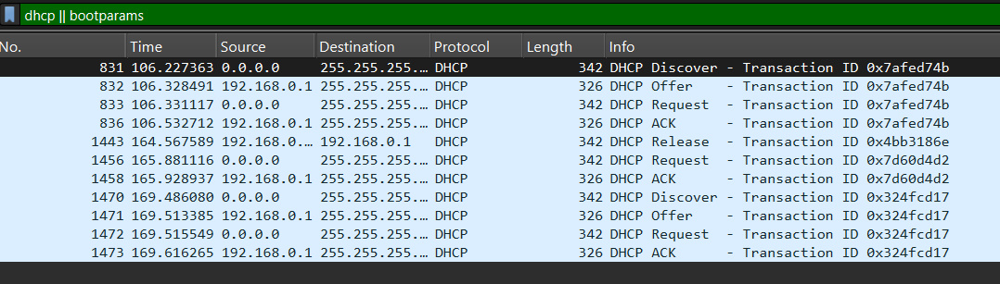 dhcp || bootparams
No. Time Source Destination Protocol Length Info
831 106.227363 0.0.0.0 255.255.255.… DHCP 342 DHCP Discover - Transaction ID 0x7afed74b
832 106.328491 192.168.0.1 255.255.255.… DHCP 326 DHCP Offer - Transaction ID 0x7afed74b
833 106.331117 0.0.0.0 255.255.255.… DHCP 342 DHCP Request - Transaction ID 0x7afed74b
836 106.532712 192.168.0.1 255.255.255.… DHCP 326 DHCP ACK - Transaction ID 0x7afed74b
1443 164.567589 192.168.0.… 192.168.0.1 DHCP 342 DHCP Release - Transaction ID 0x4bb3186e
1456 165.881116 0.0.0.0 255.255.255.… DHCP 342 DHCP Request - Transaction ID 0x7d60d4d2
1458 165.928937 192.168.0.1 255.255.255.… DHCP 326 DHCP ACK - Transaction ID 0x7d60d4d2
1470 169.486080 0.0.0.0 255.255.255.… DHCP 342 DHCP Discover - Transaction ID 0x324fcd17
1471 169.513385 192.168.0.1 255.255.255.… DHCP 326 DHCP Offer - Transaction ID 0x324fcd17
1472 169.515549 0.0.0.0 255.255.255.… DHCP 342 DHCP Request - Transaction ID 0x324fcd17
1473 169.616265 192.168.0.1 255.255.255.… DHCP 326 DHCP ACK - Transaction ID 0x324fcd17